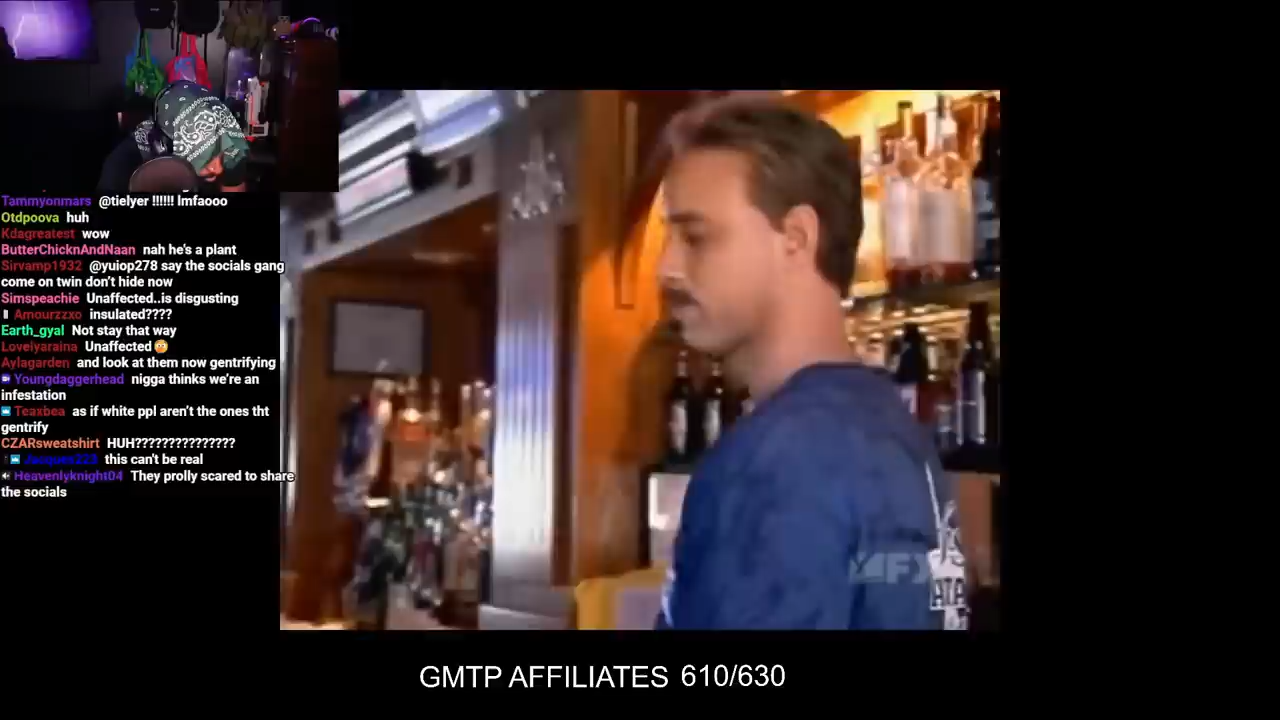 Tammyonmars @tielyer !!!!!! lmfaooo
Otdpoova huh
Kdagreatest wow
ButterChicknAndNaan nah he's a plant
Sirvamp1932 @yuiop278 say the socials gang
come on twin don't hide now
Simspeachie Unaffected..is disgusting
Amourzzxo insulated????
Earth_gyal Not stay that way
Lovelyaraina Unaffected
Aylagarden and look at them now gentrifying
Youngdaggerhead nigga thinks we're an
infestation
Teaxbea as if white ppl aren't the ones tht
gentrify
CZARsweatshirt HUH???????????????
Jacques223 this can't be real
Heavenlyknight04 They prolly scared to share
the socials
FX
GMTP AFFILIATES 610/630